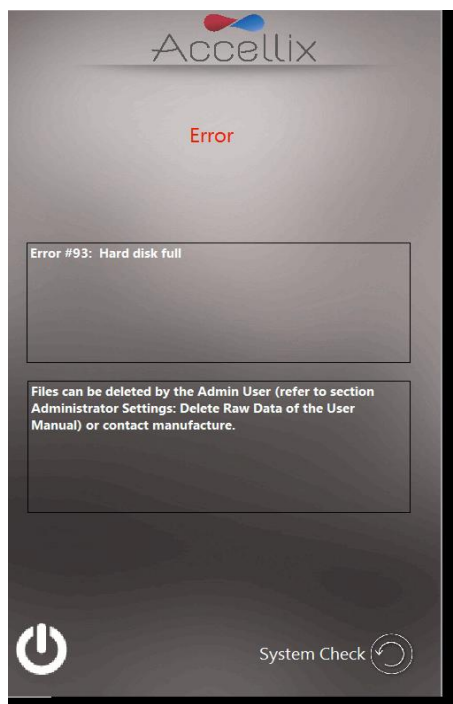 Accellix
Error
Error #93:  Hard disk full
Files can be deleted by the Admin User (refer to section
Administrator Settings: Delete Raw Data of the User
Manual) or contact manufacture.
System Check